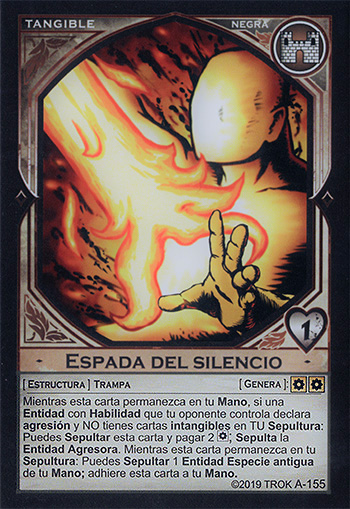 TANGIBLE NEGRA
1
ESPADA DEL SILENCIO
[ESTRUCTURA] TRAMPA [GENERA]:
Mientras esta carta permanezca en tu Mano, si una
Entidad con Habilidad que tu oponente controla declara
agresión y NO tienes cartas intangibles en TU Sepultura:
Puedes Sepultar esta carta y pagar 2 ; Sepulta la
Entidad Agresora. Mientras esta carta permanezca en tu
Sepultura: Puedes Sepultar 1 Entidad Especie antigua
de tu Mano; adhiere esta carta a tu Mano.
©2019 TROK A-155